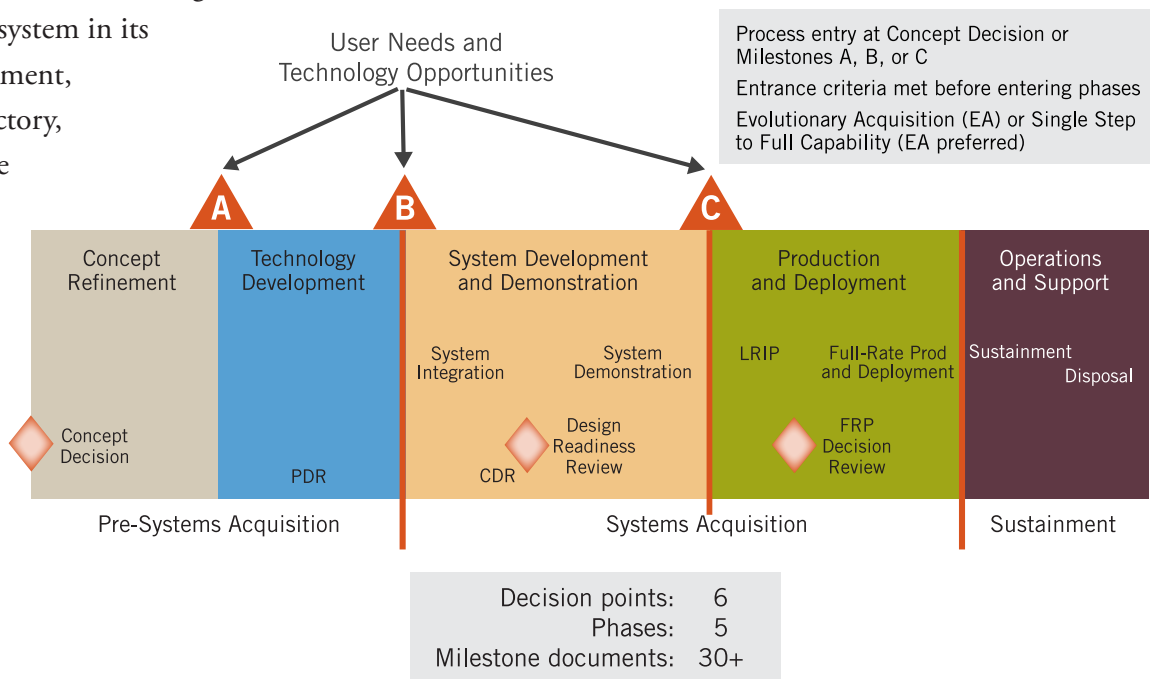 system in its
ment,
ctory,
e
User Needs and
Technology Opportunities
Process entry at Concept Decision or
Milestones A, B, or C
Entrance criteria met before entering phases
Evolutionary Acquisition (EA) or Single Step
to Full Capability (EA preferred)
A
B
C
Concept
Refinement
Technology
Development
System Development
and Demonstration
Production
and Deployment
Operations
and Support
System
Integration
System
Demonstration
LRIP
Full-Rate Prod
and Deployment
Sustainment
Disposal
Concept
Decision
PDR
CDR
Design
Readiness
Review
FRP
Decision
Review
Pre-Systems Acquisition
Systems Acquisition
Sustainment
Decision points: 6
Phases: 5
Milestone documents: 30+